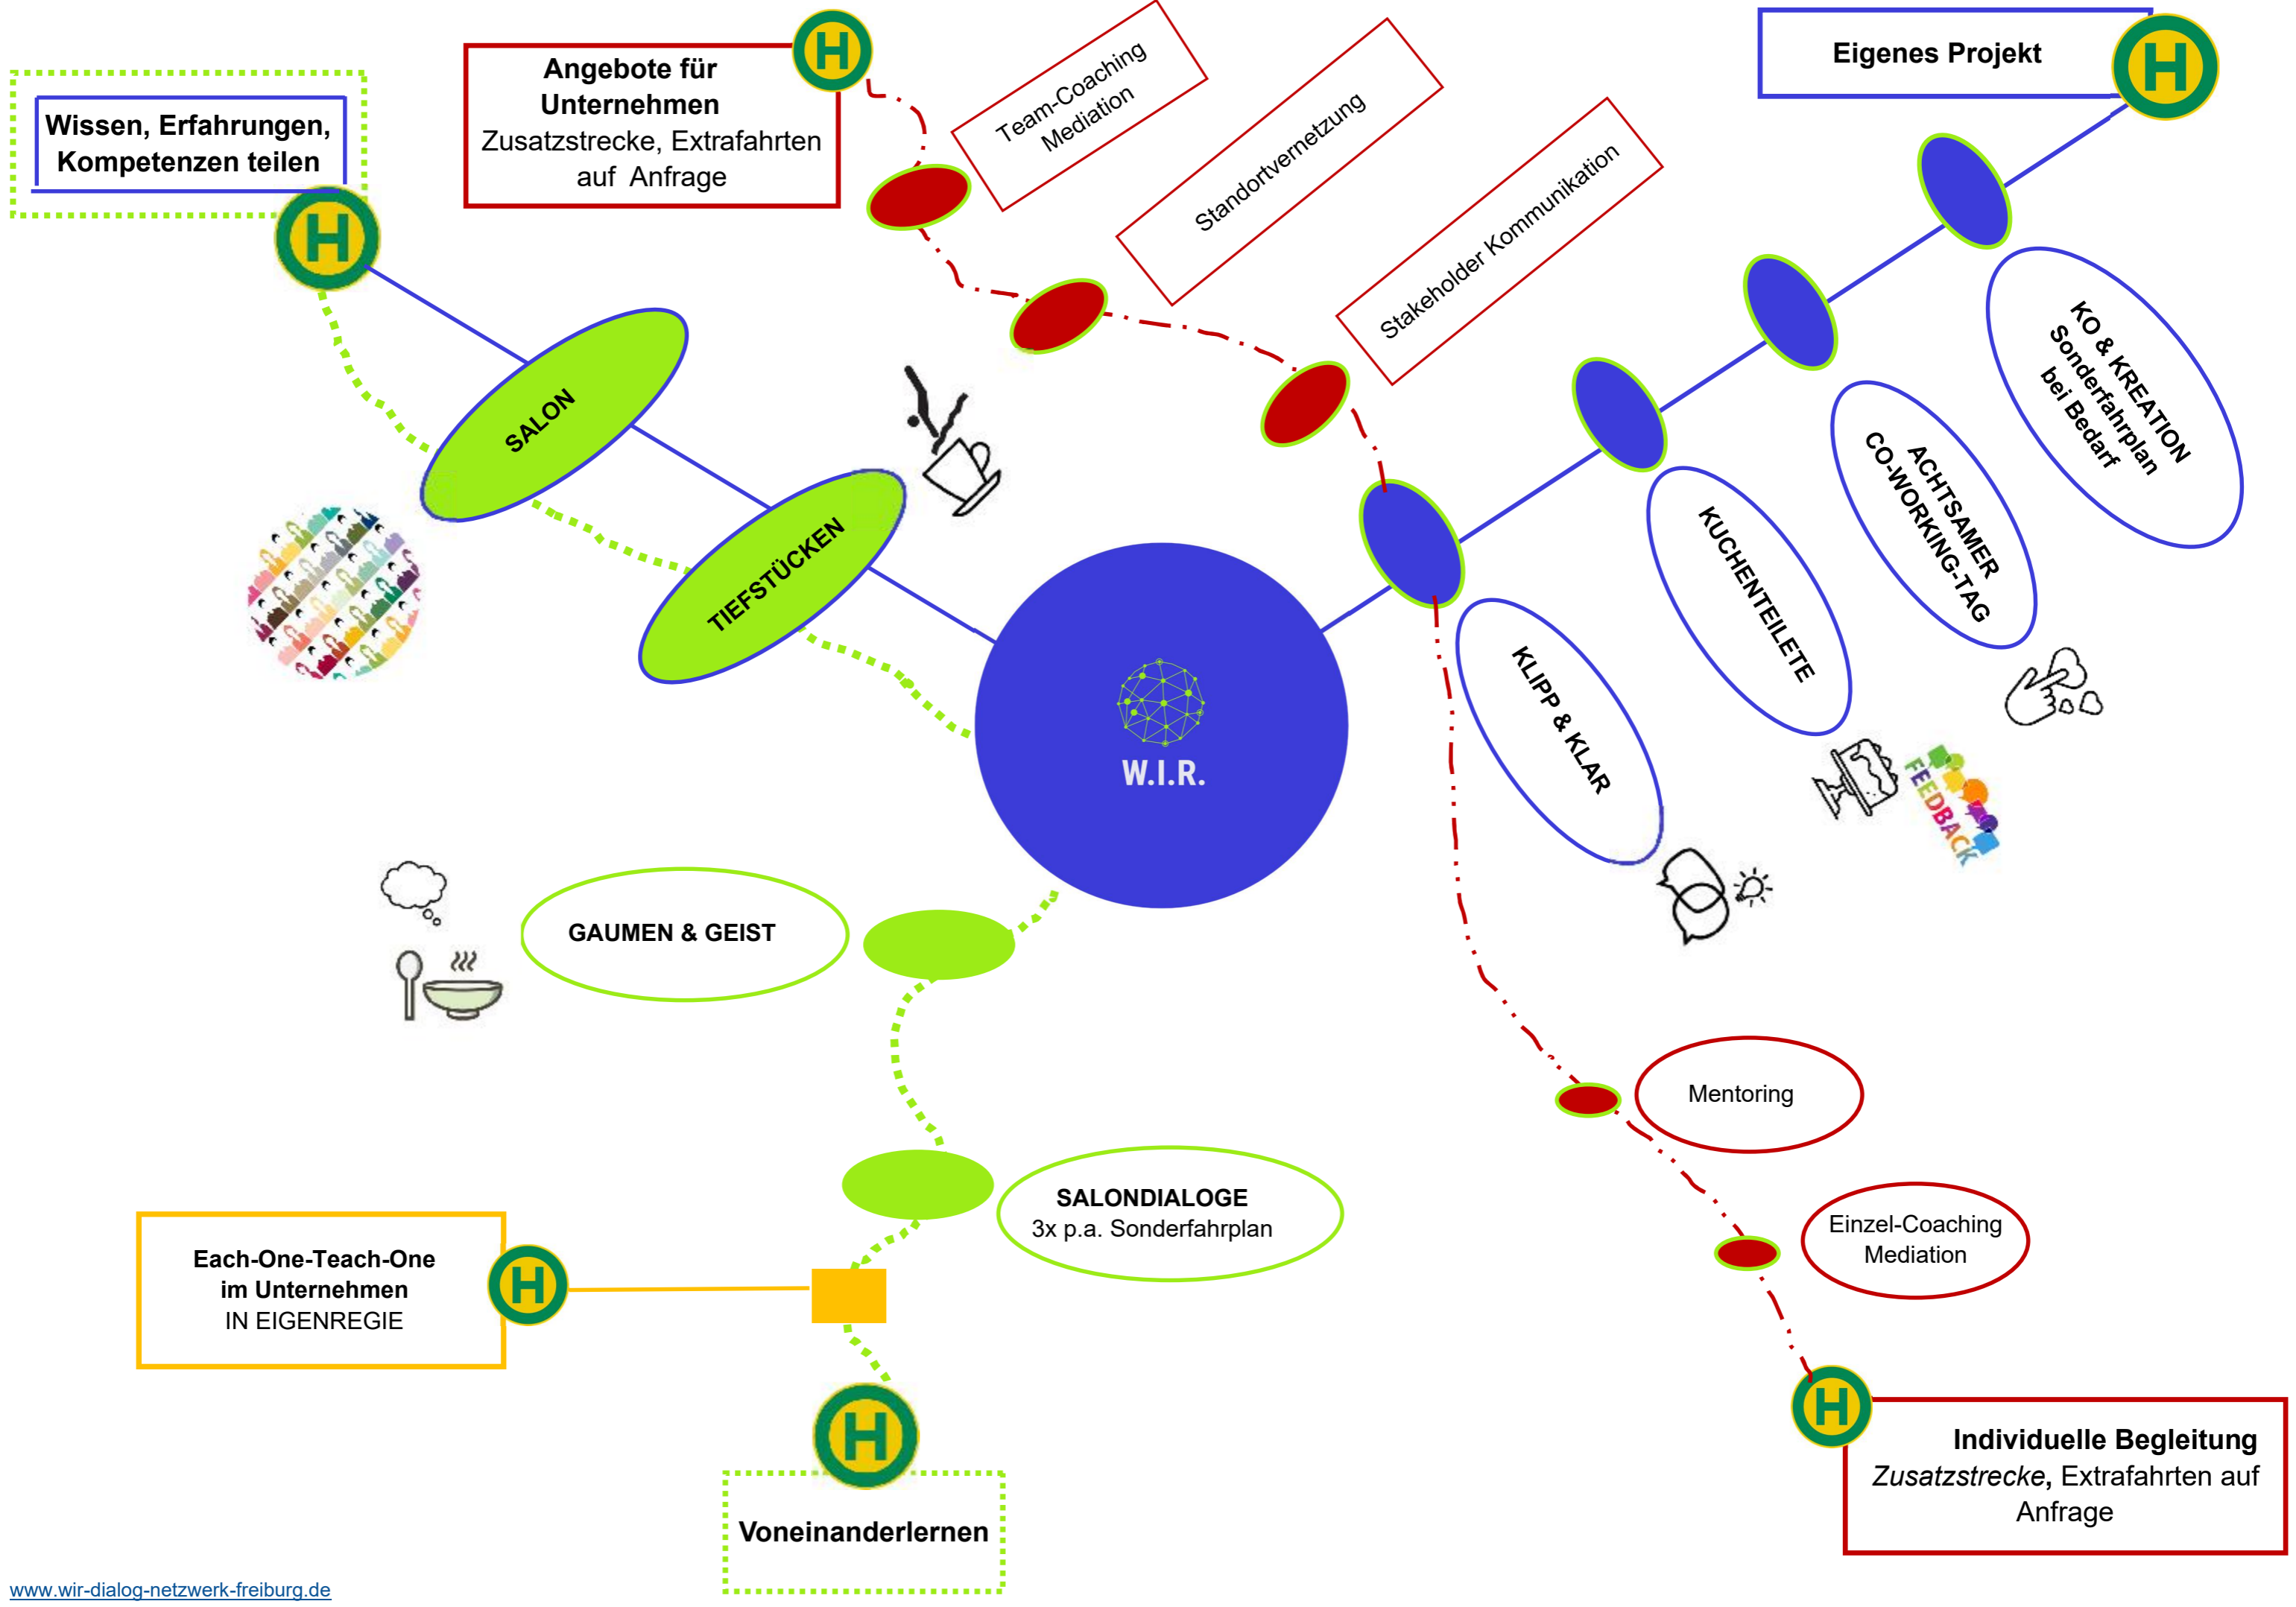 Wissen, Erfahrungen,
Kompetenzen teilen
H
Angebote für
Unternehmen
Zusatzstrecke, Extrafahrten
auf Anfrage
H
Team-Coaching
Mediation
Standortvernetzung
Stakeholder Kommunikation
Eigenes Projekt
H
KO & KREATION
Sonderfahrplan
bei Bedarf
ACHTSAMER
CO-WORKING-TAG
KUCHENTEILETE
KLIPP & KLAR
FEEDBACK
SALON
TIEFSTÜCKEN
W.I.R.
GAUMEN & GEIST
SALONDIALOGE
3x p.a. Sonderfahrplan
Each-One-Teach-One
im Unternehmen
IN EIGENREGIE
H
H
Voneinanderlernen
Mentoring
Einzel-Coaching
Mediation
H
Individuelle Begleitung
Zusatzstrecke, Extrafahrten auf
Anfrage
www.wir-dialog-netzwerk-freiburg.de